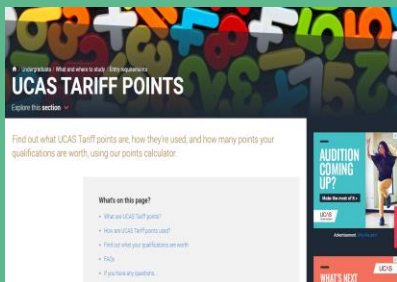 Undergraduate / What and where to study / Entry requirements
UCAS TARIFF POINTS
Explore this section
Find out what UCAS Tariff points are, how they're used, and how many points your
qualifications are worth, using our points calculator.
What's on this page?
What are UCAS Tariff points?
How are UCAS Tariff points used?
Find out what your qualifications are worth
FAQs
If you have any questions...
AUDITION
COMING
UP?
Make the most of it
UCAS
Advertisement
UCAS
WHAT'S NEXT